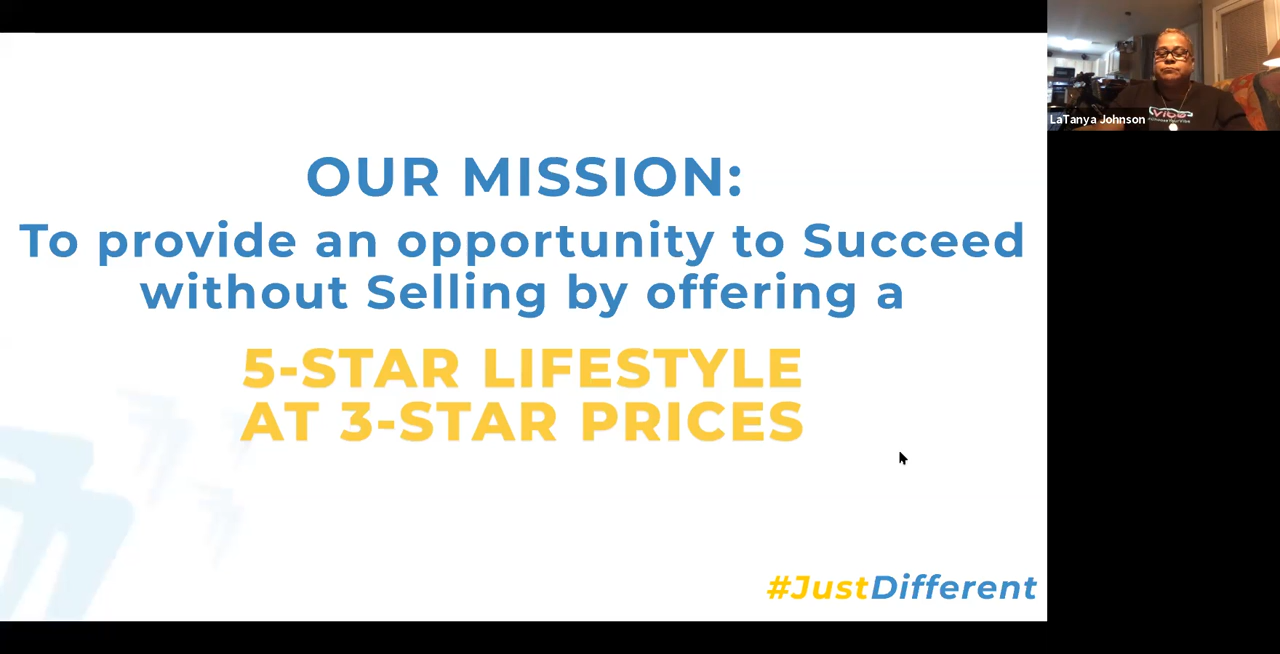 OUR MISSION:
To provide an opportunity to Succeed
without Selling by offering a
5-STAR LIFESTYLE
AT 3-STAR PRICES
#JustDifferent
LaTanya Johnson